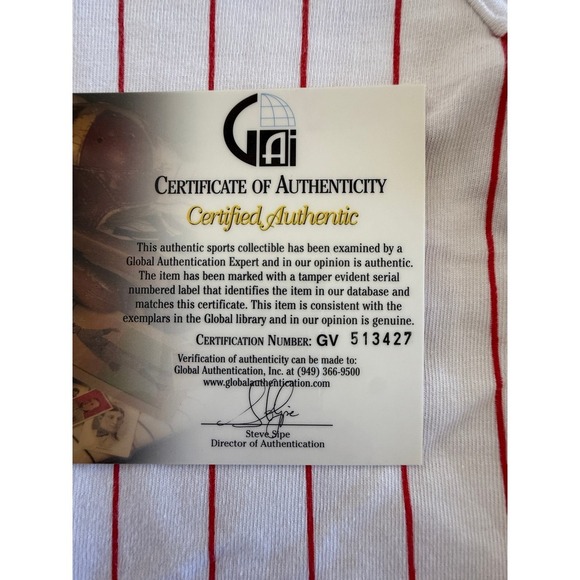 GAi
CERTIFICATE OF AUTHENTICITY
Certified Authentic
This authentic sports collectible has been examined by a
Global Authentication Expert and in our opinion is authentic.
The item has been marked with a tamper evident serial
numbered label that identifies the item in our database and
matches this certificate. This item is consistent with the
exemplars in the Global library and in our opinion is genuine.
CERTIFICATION NUMBER: GV 513427
Verification of authenticity can be made to:
Global Authentication, Inc. at (949) 366-9500
www.globalauthentication.com
Steve Sipe
Director of Authentication